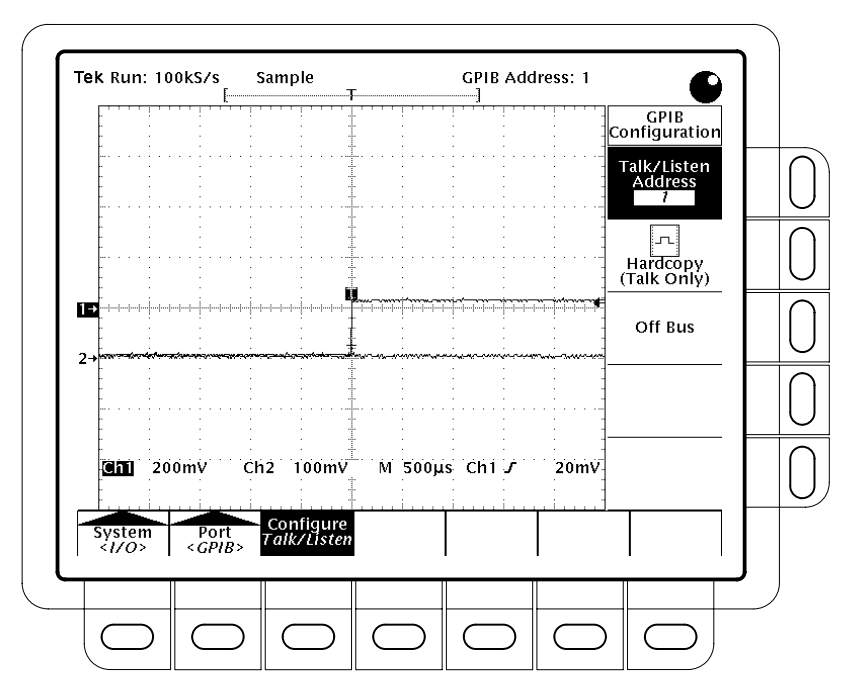 Tek Run: 100kS/s Sample GPIB Address: 1
T
GPIB
Configuration
Talk/Listen
Address
1
Hardcopy
(Talk Only)
Off Bus
T
1→
2→
Ch1 200mV Ch2 100mV M 500µs Ch1 20mV
System
<I/O>
Port
<GPIB>
Configure
Talk/Listen